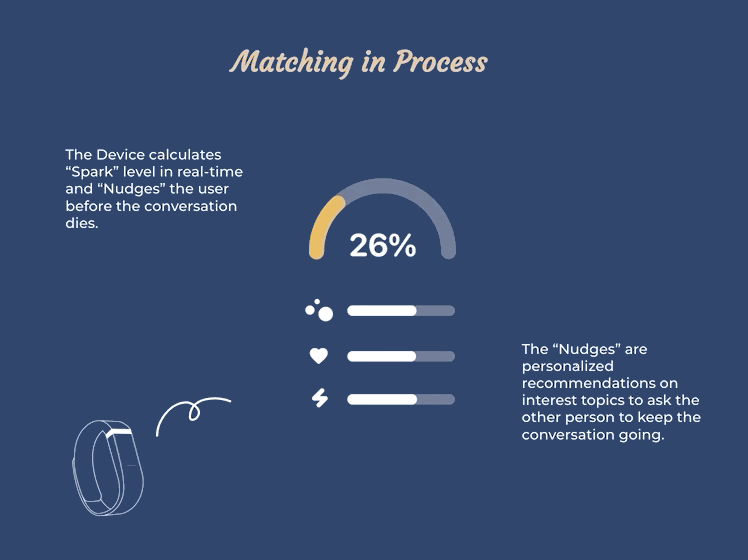 Matching in Process
The Device calculates
“Spark” level in real-time
and “Nudges” the user
before the conversation
dies.
26%
The “Nudges” are
personalized
recommendations on
interest topics to ask the
other person to keep the
conversation going.